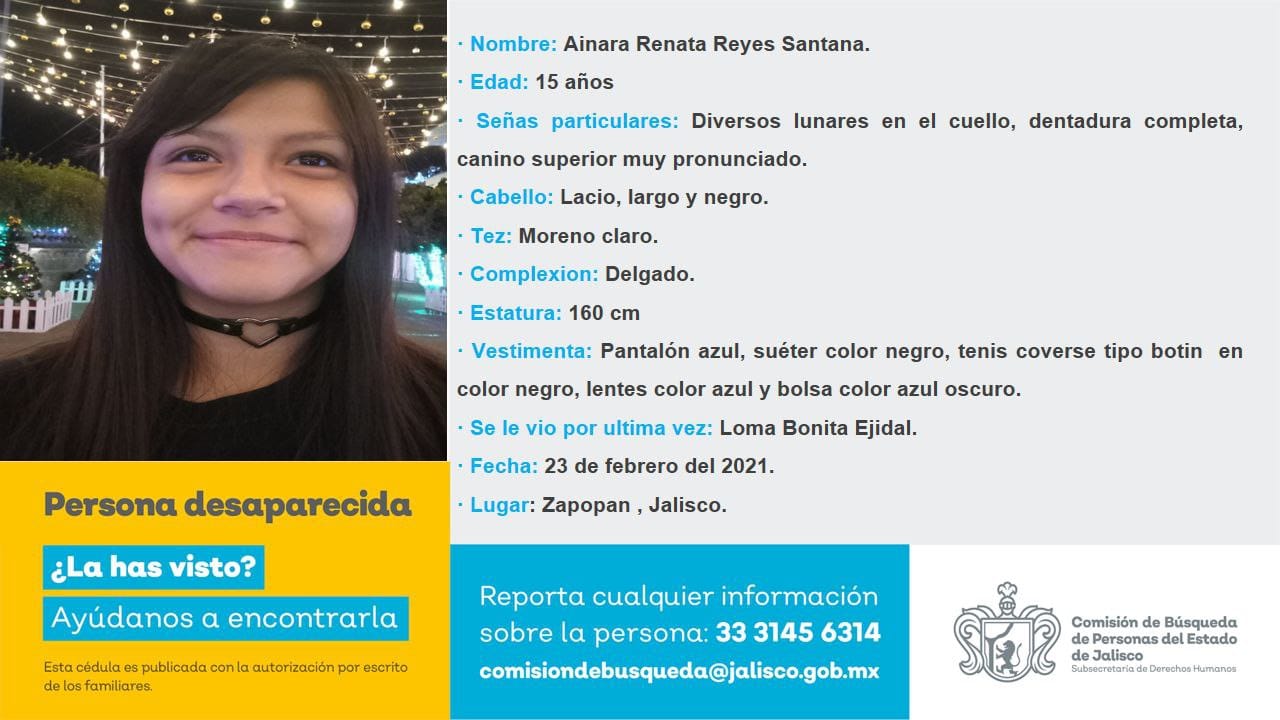 · Nombre: Ainara Renata Reyes Santana.
· Edad: 15 años
· Señas particulares: Diversos lunares en el cuello, dentadura completa,
canino superior muy pronunciado.
· Cabello: Lacio, largo y negro.
· Tez: Moreno claro.
· Complexion: Delgado.
· Estatura: 160 cm
· Vestimenta: Pantalón azul, suéter color negro, tenis coverse tipo botin en
color negro, lentes color azul y bolsa color azul oscuro.
· Se le vio por ultima vez: Loma Bonita Ejidal.
· Fecha: 23 de febrero del 2021.
· Lugar: Zapopan , Jalisco.
Persona desaparecida
¿La has visto?
Ayúdanos a encontrarla
Esta cédula es publicada con la autorización por escrito
de los familiares.
Reporta cualquier información
sobre la persona: 33 3145 6314
comisiondebusqueda@jalisco.gob.mx
Comisión de Búsqueda
de Personas del Estado
de Jalisco
Subsecretaría de Derechos Humanos